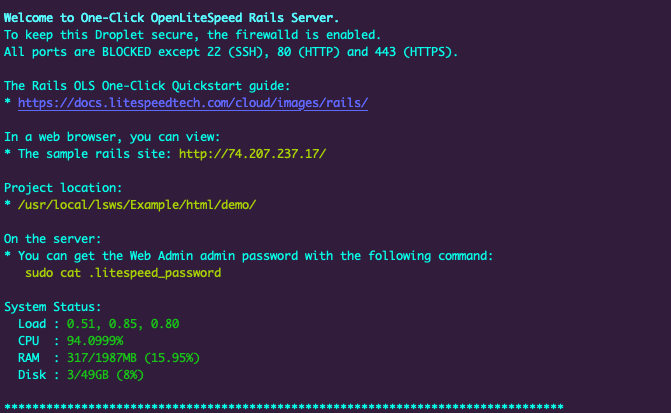 Welcome to One-Click OpenLiteSpeed Rails Server.
To keep this Droplet secure, the firewalld is enabled.
All ports are BLOCKED except 22 (SSH), 80 (HTTP) and 443 (HTTPS).
The Rails OLS One-Click Quickstart guide:
* https://docs.litespeedtech.com/cloud/images/rails/
In a web browser, you can view:
* The sample rails site: http://74.207.237.17/
Project location:
* /usr/local/lsws/Example/html/demo/
On the server:
* You can get the Web Admin admin password with the following command:
sudo cat .litespeed_password
System Status:
Load : 0.51, 0.85, 0.80
CPU : 94.0999%
RAM : 317/1987MB (15.95%)
Disk : 3/49GB (8%)
********************************************************************************